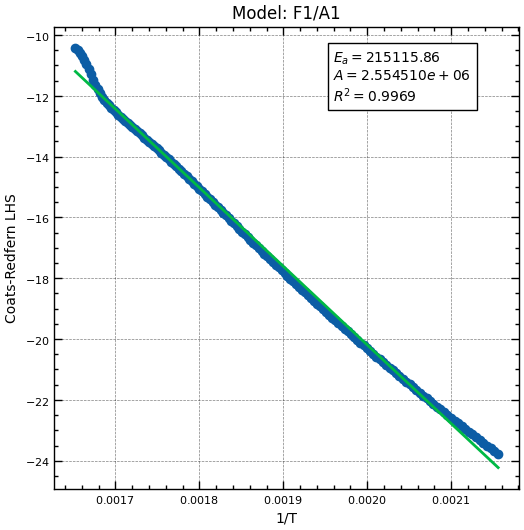 Model: F1/A1
E_a = 215115.86
A = 2.554510e + 06
R^2 = 0.9969
Coats-Redfern LHS
−10
−12
−14
−16
−18
−20
−22
−24
0.0017
0.0018
0.0019
0.0020
0.0021
1/T